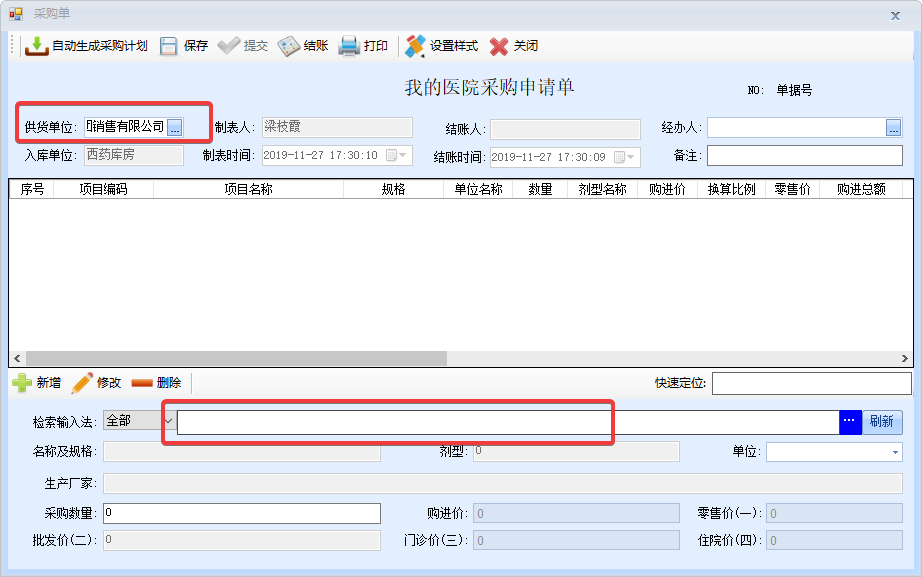 采购单
自动生成采购计划 保存 提交 结账 打印 设置样式 关闭
我的医院采购申请单 NO: 单据号
供货单位: 销售有限公司 ... 制表人: 梁枝霞 结账人: 经办人: ...
入库单位: 西药库房 制表时间: 2019-11-27 17:30:10 结账时间: 2019-11-27 17:30:09 备注:
序号 项目编码 项目名称 规格 单位名称 数量 剂型名称 购进价 换算比例 零售价 购进总额
新增 修改 删除 快速定位:
检索输入法: 全部 ... 刷新
名称及规格: 剂型: 0 单位:
生产厂家:
采购数量: 0 购进价: 0 零售价(一): 0
批发价(二): 0 门诊价(三): 0 住院价(四): 0